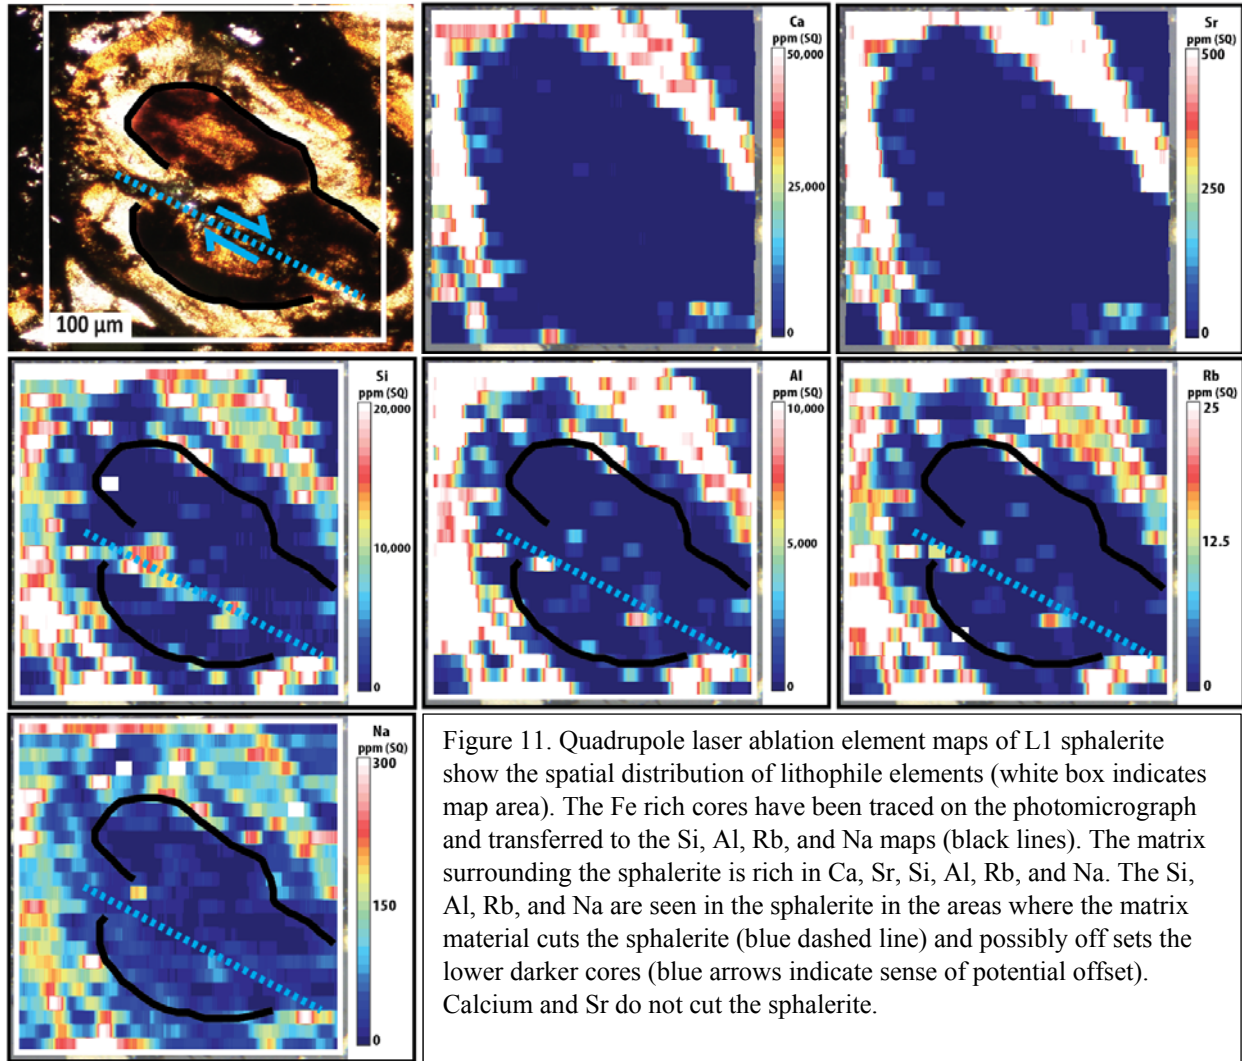 100 µm
Ca
ppm (SQ)
50,000
25,000
0
Sr
ppm (SQ)
500
250
0
Si
ppm (SQ)
20,000
10,000
0
Al
ppm (SQ)
10,000
5,000
0
Rb
ppm (SQ)
25
12.5
0
Na
ppm (SQ)
300
150
0
Figure 11. Quadrupole laser ablation element maps of L1 sphalerite
show the spatial distribution of lithophile elements (white box indicates
map area). The Fe rich cores have been traced on the photomicrograph
and transferred to the Si, Al, Rb, and Na maps (black lines). The matrix
surrounding the sphalerite is rich in Ca, Sr, Si, Al, Rb, and Na. The Si,
Al, Rb, and Na are seen in the sphalerite in the areas where the matrix
material cuts the sphalerite (blue dashed line) and possibly off sets the
lower darker cores (blue arrows indicate sense of potential offset).
Calcium and Sr do not cut the sphalerite.